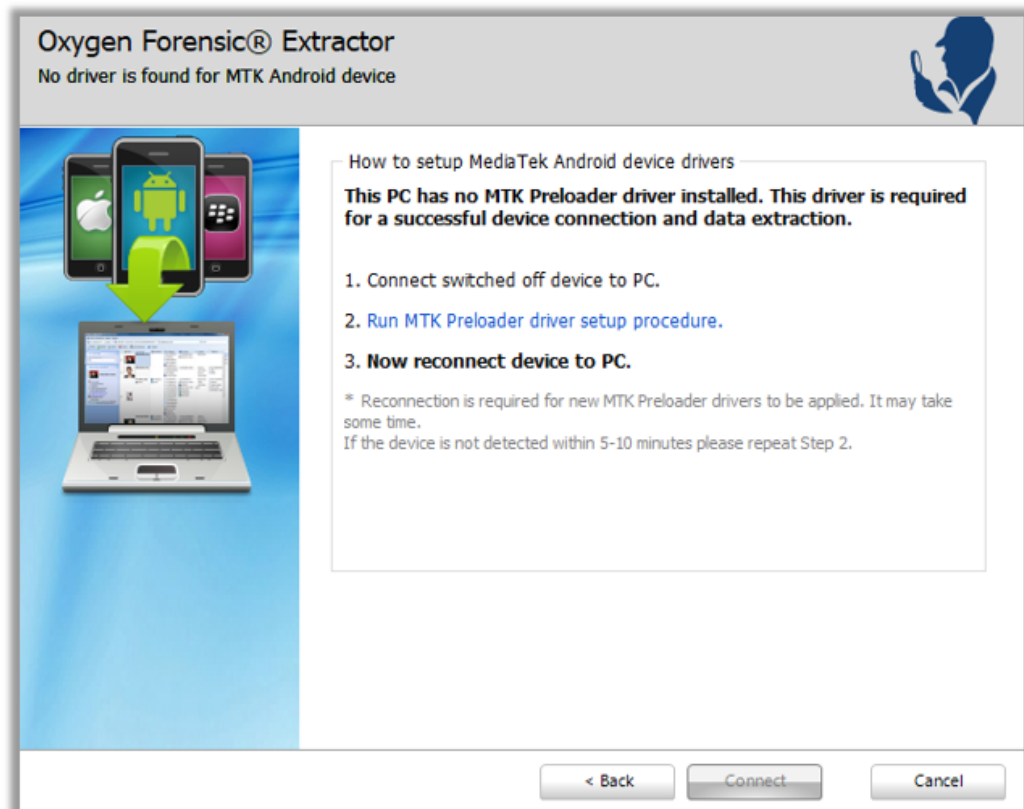 Oxygen Forensic® Extractor
No driver is found for MTK Android device
How to setup MediaTek Android device drivers
This PC has no MTK Preloader driver installed. This driver is required
for a successful device connection and data extraction.
1. Connect switched off device to PC.
2. Run MTK Preloader driver setup procedure.
3. Now reconnect device to PC.
* Reconnection is required for new MTK Preloader drivers to be applied. It may take
some time.
If the device is not detected within 5-10 minutes please repeat Step 2.
< Back
Connect
Cancel